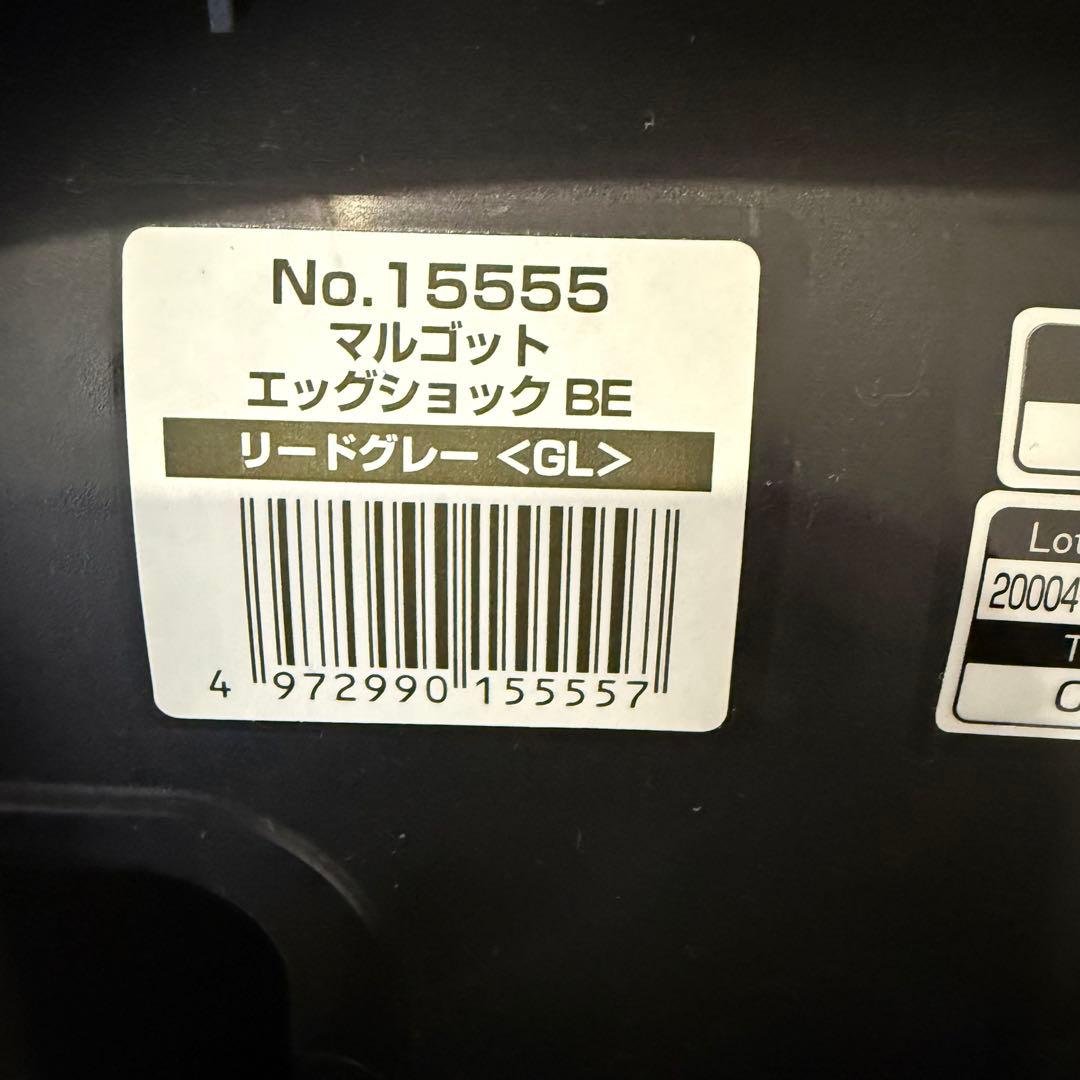 No.15555
マルゴット
エッグショック BE
リードグレー <GL>
4 972990 155557
Lot
20004